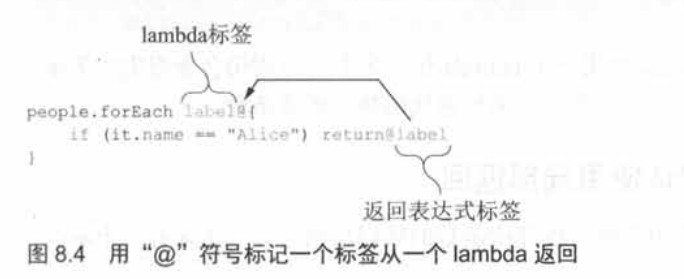 lambda标签
people.forEach label@{
if (it.name == "Alice") return@label
}
返回表达式标签
图 8.4 用“@”符号标记一个标签从一个 lambda 返回